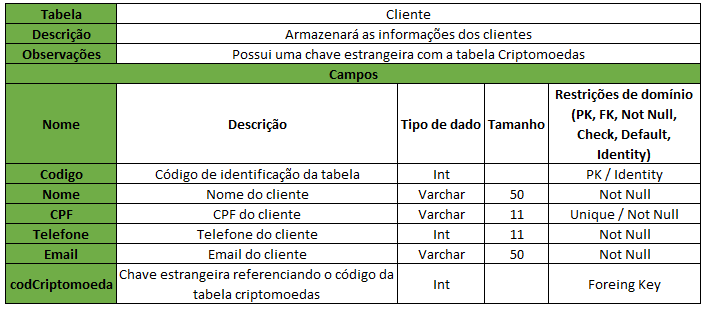 Tabela Cliente
Descrição Armazenará as informações dos clientes
Observações Possui uma chave estrangeira com a tabela Criptomoedas
Campos
Nome Descrição Tipo de dado Tamanho Restrições de domínio
(PK, FK, Not Null,
Check, Default,
Identity)
Codigo Código de identificação da tabela Int PK / Identity
Nome Nome do cliente Varchar 50 Not Null
CPF CPF do cliente Varchar 11 Unique / Not Null
Telefone Telefone do cliente Int 11 Not Null
Email Email do cliente Varchar 50 Not Null
codCriptomoeda Chave estrangeira referenciando o código da
tabela criptomoedas Int Foreing Key